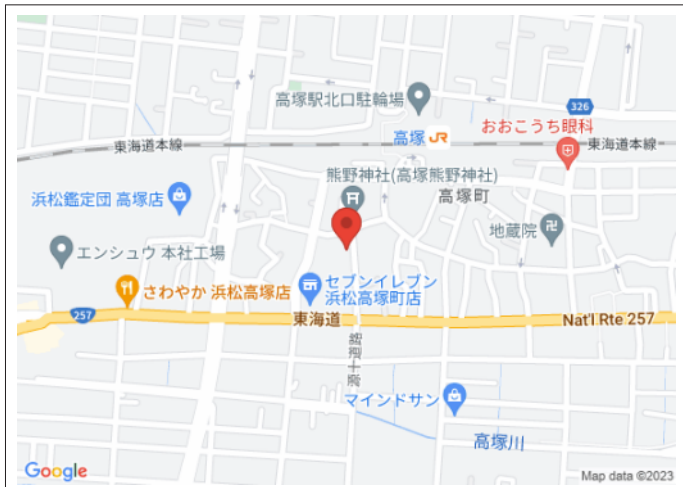 高塚駅北口駐輪場
326
高塚 JR
おおこうち眼科
東海道本線
東海道本線
熊野神社(高塚熊野神社)
高塚町
浜松鑑定団 高塚店
地蔵院
エンシュウ 本社工場
さわやか 浜松高塚店
セブンイレブン
浜松高塚町店
257
東海道
Nat'l Rte 257
マインドサン
高塚川
Google
Map data ©2023